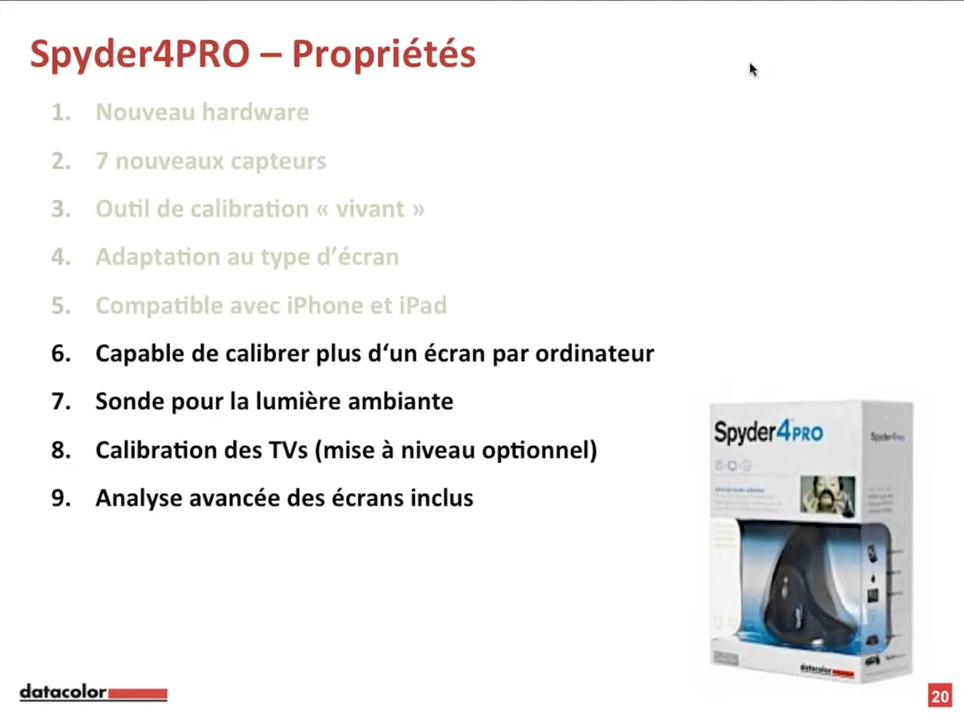 Spyder4PRO – Propriétés
1. Nouveau hardware
2. 7 nouveaux capteurs
3. Outil de calibration « vivant »
4. Adaptation au type d’écran
5. Compatible avec iPhone et iPad
6. Capable de calibrer plus d‘un écran par ordinateur
7. Sonde pour la lumière ambiante
8. Calibration des TVs (mise à niveau optionnel)
9. Analyse avancée des écrans inclus
Spyder4PRO
Spyder4PRO
datacolor
datacolor
20